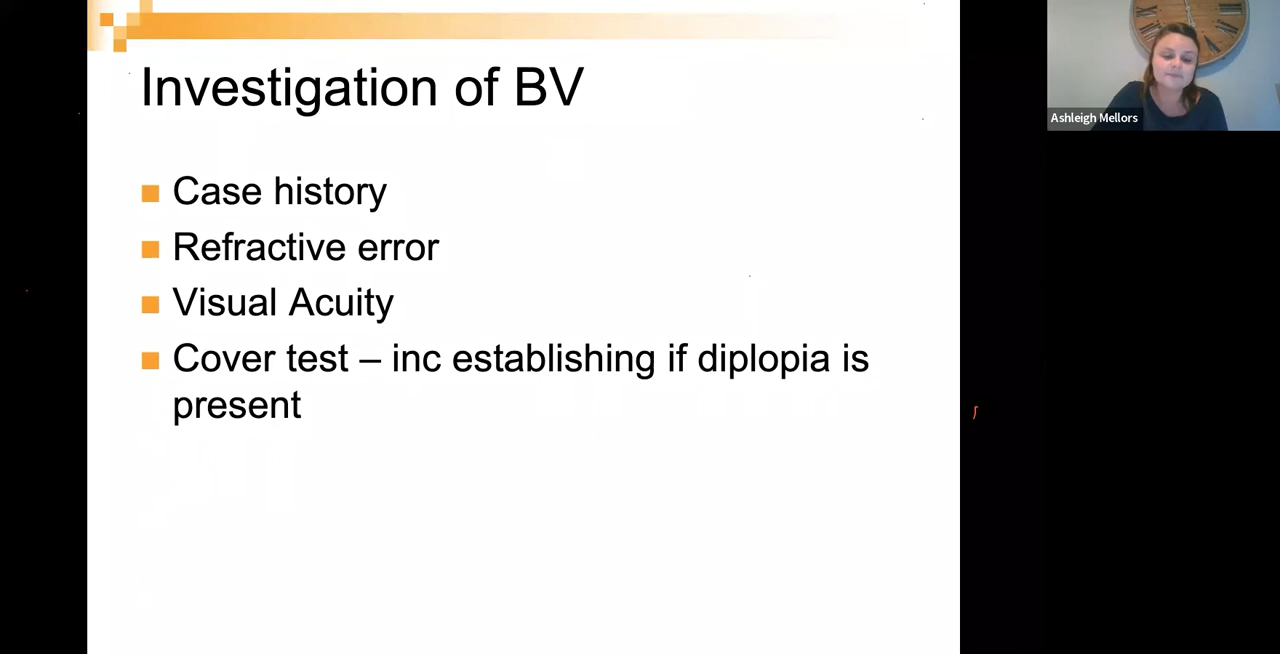 Investigation of BV
Case history
Refractive error
Visual Acuity
Cover test – inc establishing if diplopia is
present
Ashleigh Mellors